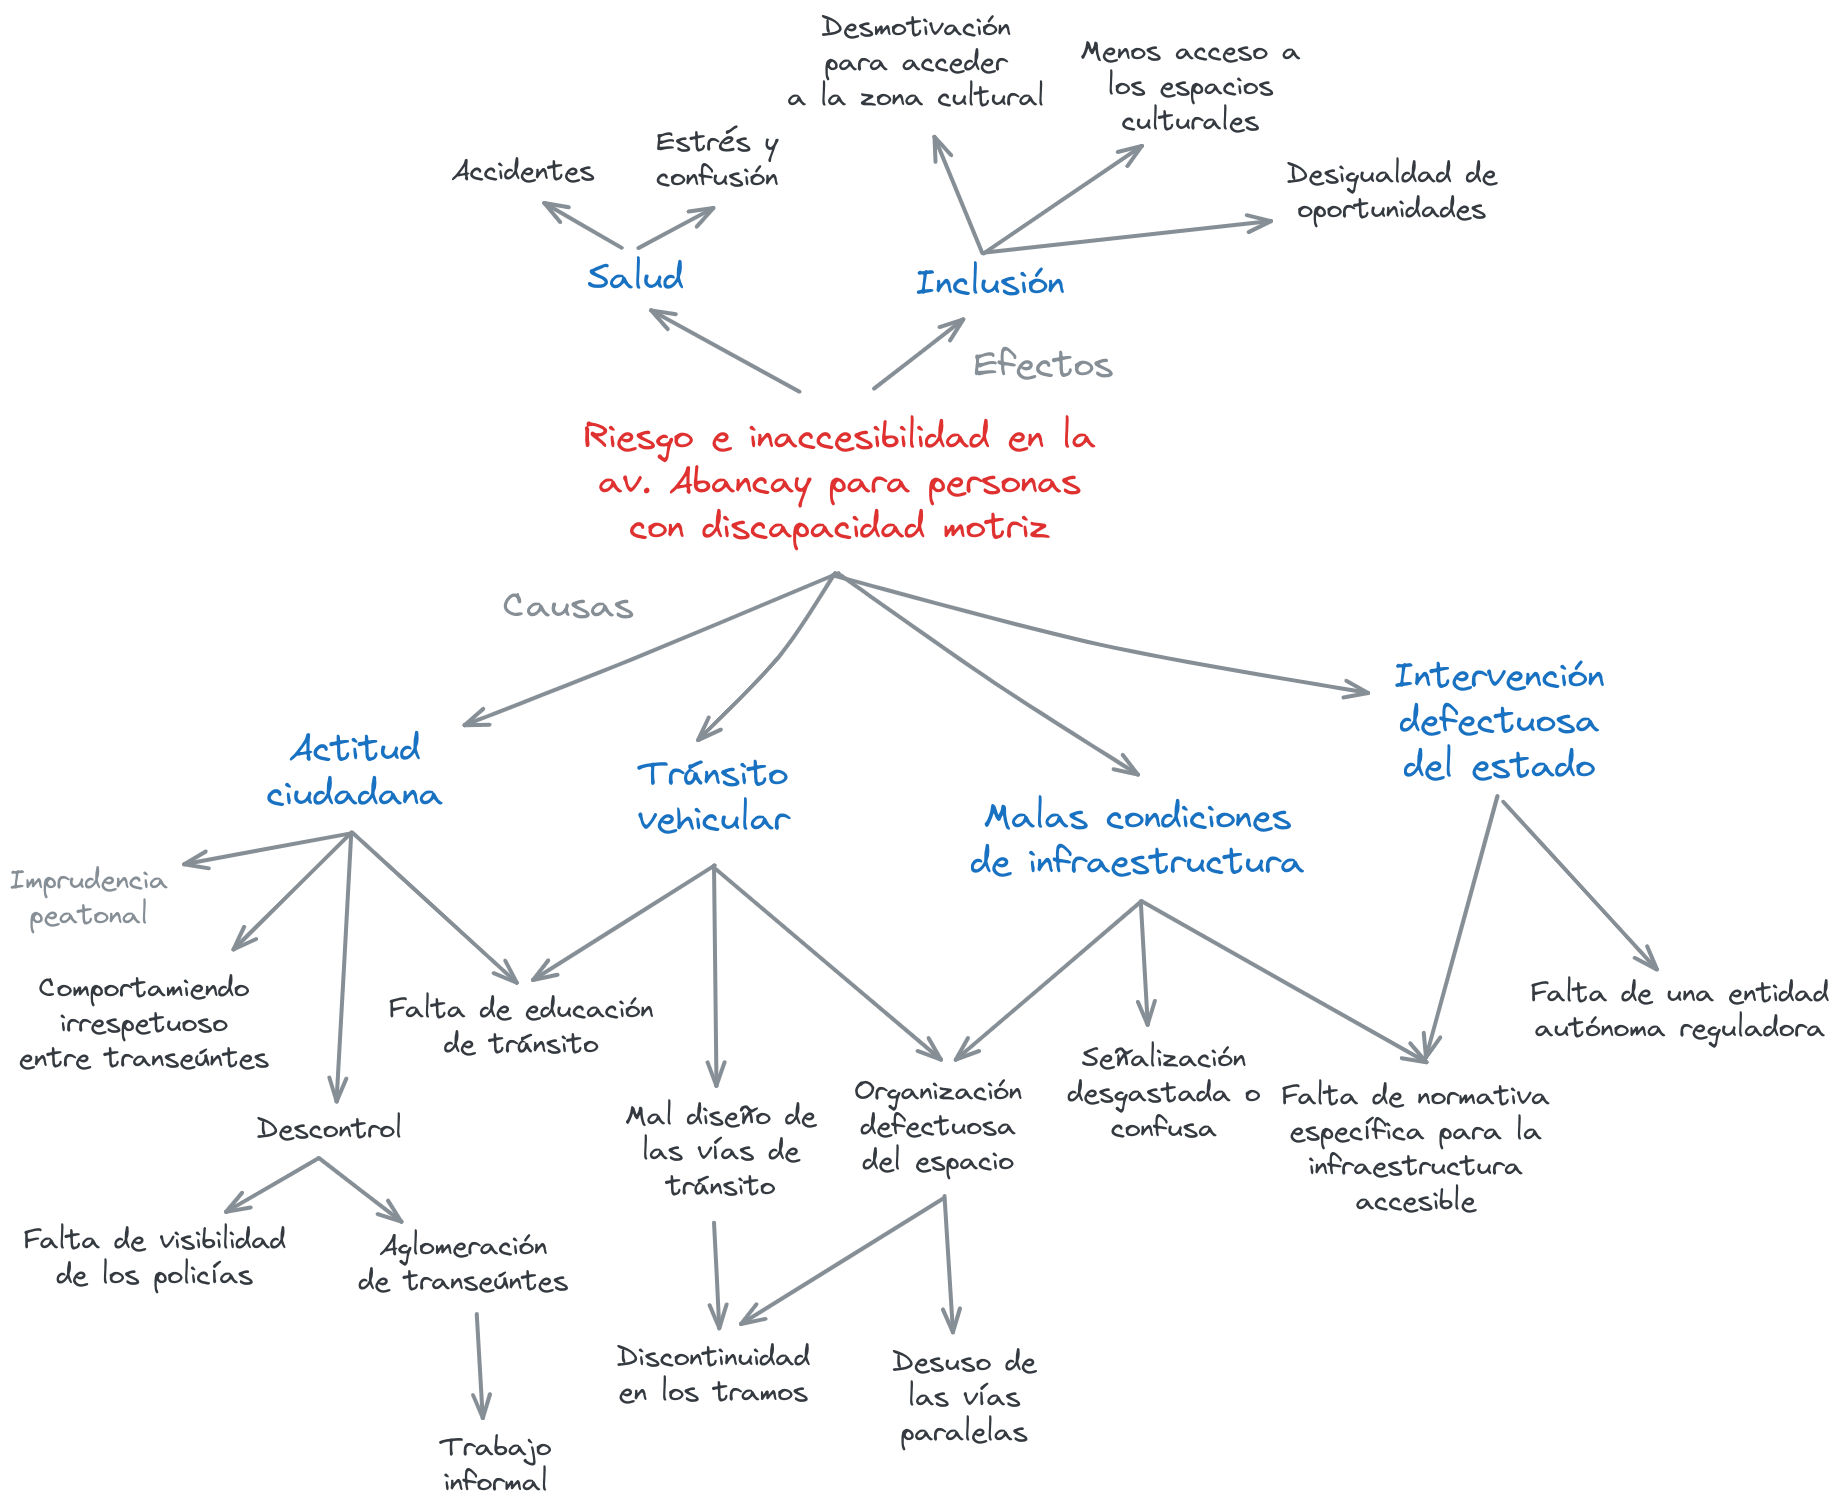 Desmotivación
para acceder
a la zona cultural
Menos acceso a
los espacios
culturales
Accidentes
Estrés y
confusión
Desigualdad de
oportunidades
Salud
Inclusión
Efectos
Riesgo e inaccesibilidad en la
av. Abancay para personas
con discapacidad motriz
Causas
Actitud
ciudadana
Tránsito
vehicular
Malas condiciones
de infraestructura
Intervención
defectuosa
del estado
Imprudencia
peatonal
Comportamiendo
irrespetuoso
entre transeúntes
Descontrol
Falta de educación
de tránsito
Mal diseño de
las vías de
tránsito
Organización
defectuosa
del espacio
Señalización
desgastada o
confusa
Falta de normativa
específica para la
infraestructura
accesible
Falta de una entidad
autónoma reguladora
Falta de visibilidad
de los policías
Aglomeración
de transeúntes
Trabajo
informal
Discontinuidad
en los tramos
Desuso de
las vías
paralelas